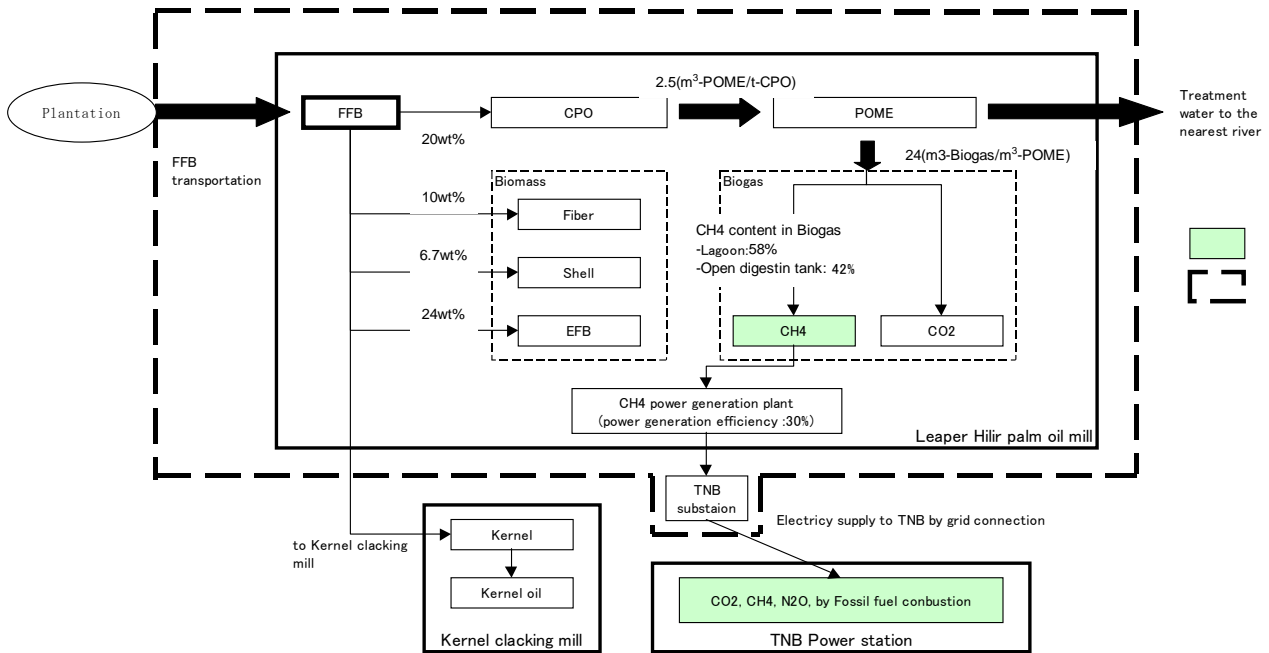 2.5(m³-POME/t-CPO)
Plantation
FFB
CPO
POME
Treatment
water to the
nearest river
20wt%
FFB
transportation
24(m3-Biogas/m³-POME)
Biomass
Biogas
10wt%
Fiber
CH4 content in Biogas
-Lagoon:58%
-Open digestin tank: 42%
6.7wt%
Shell
24wt%
EFB
CH4
CO2
CH4 power generation plant
(power generation efficiency :30%)
Leaper Hilir palm oil mill
TNB
substaion
Electricy supply to TNB by grid connection
to Kernel clacking
mill
Kernel
Kernel oil
Kernel clacking mill
CO2, CH4, N2O, by Fossil fuel conbustion
TNB Power station